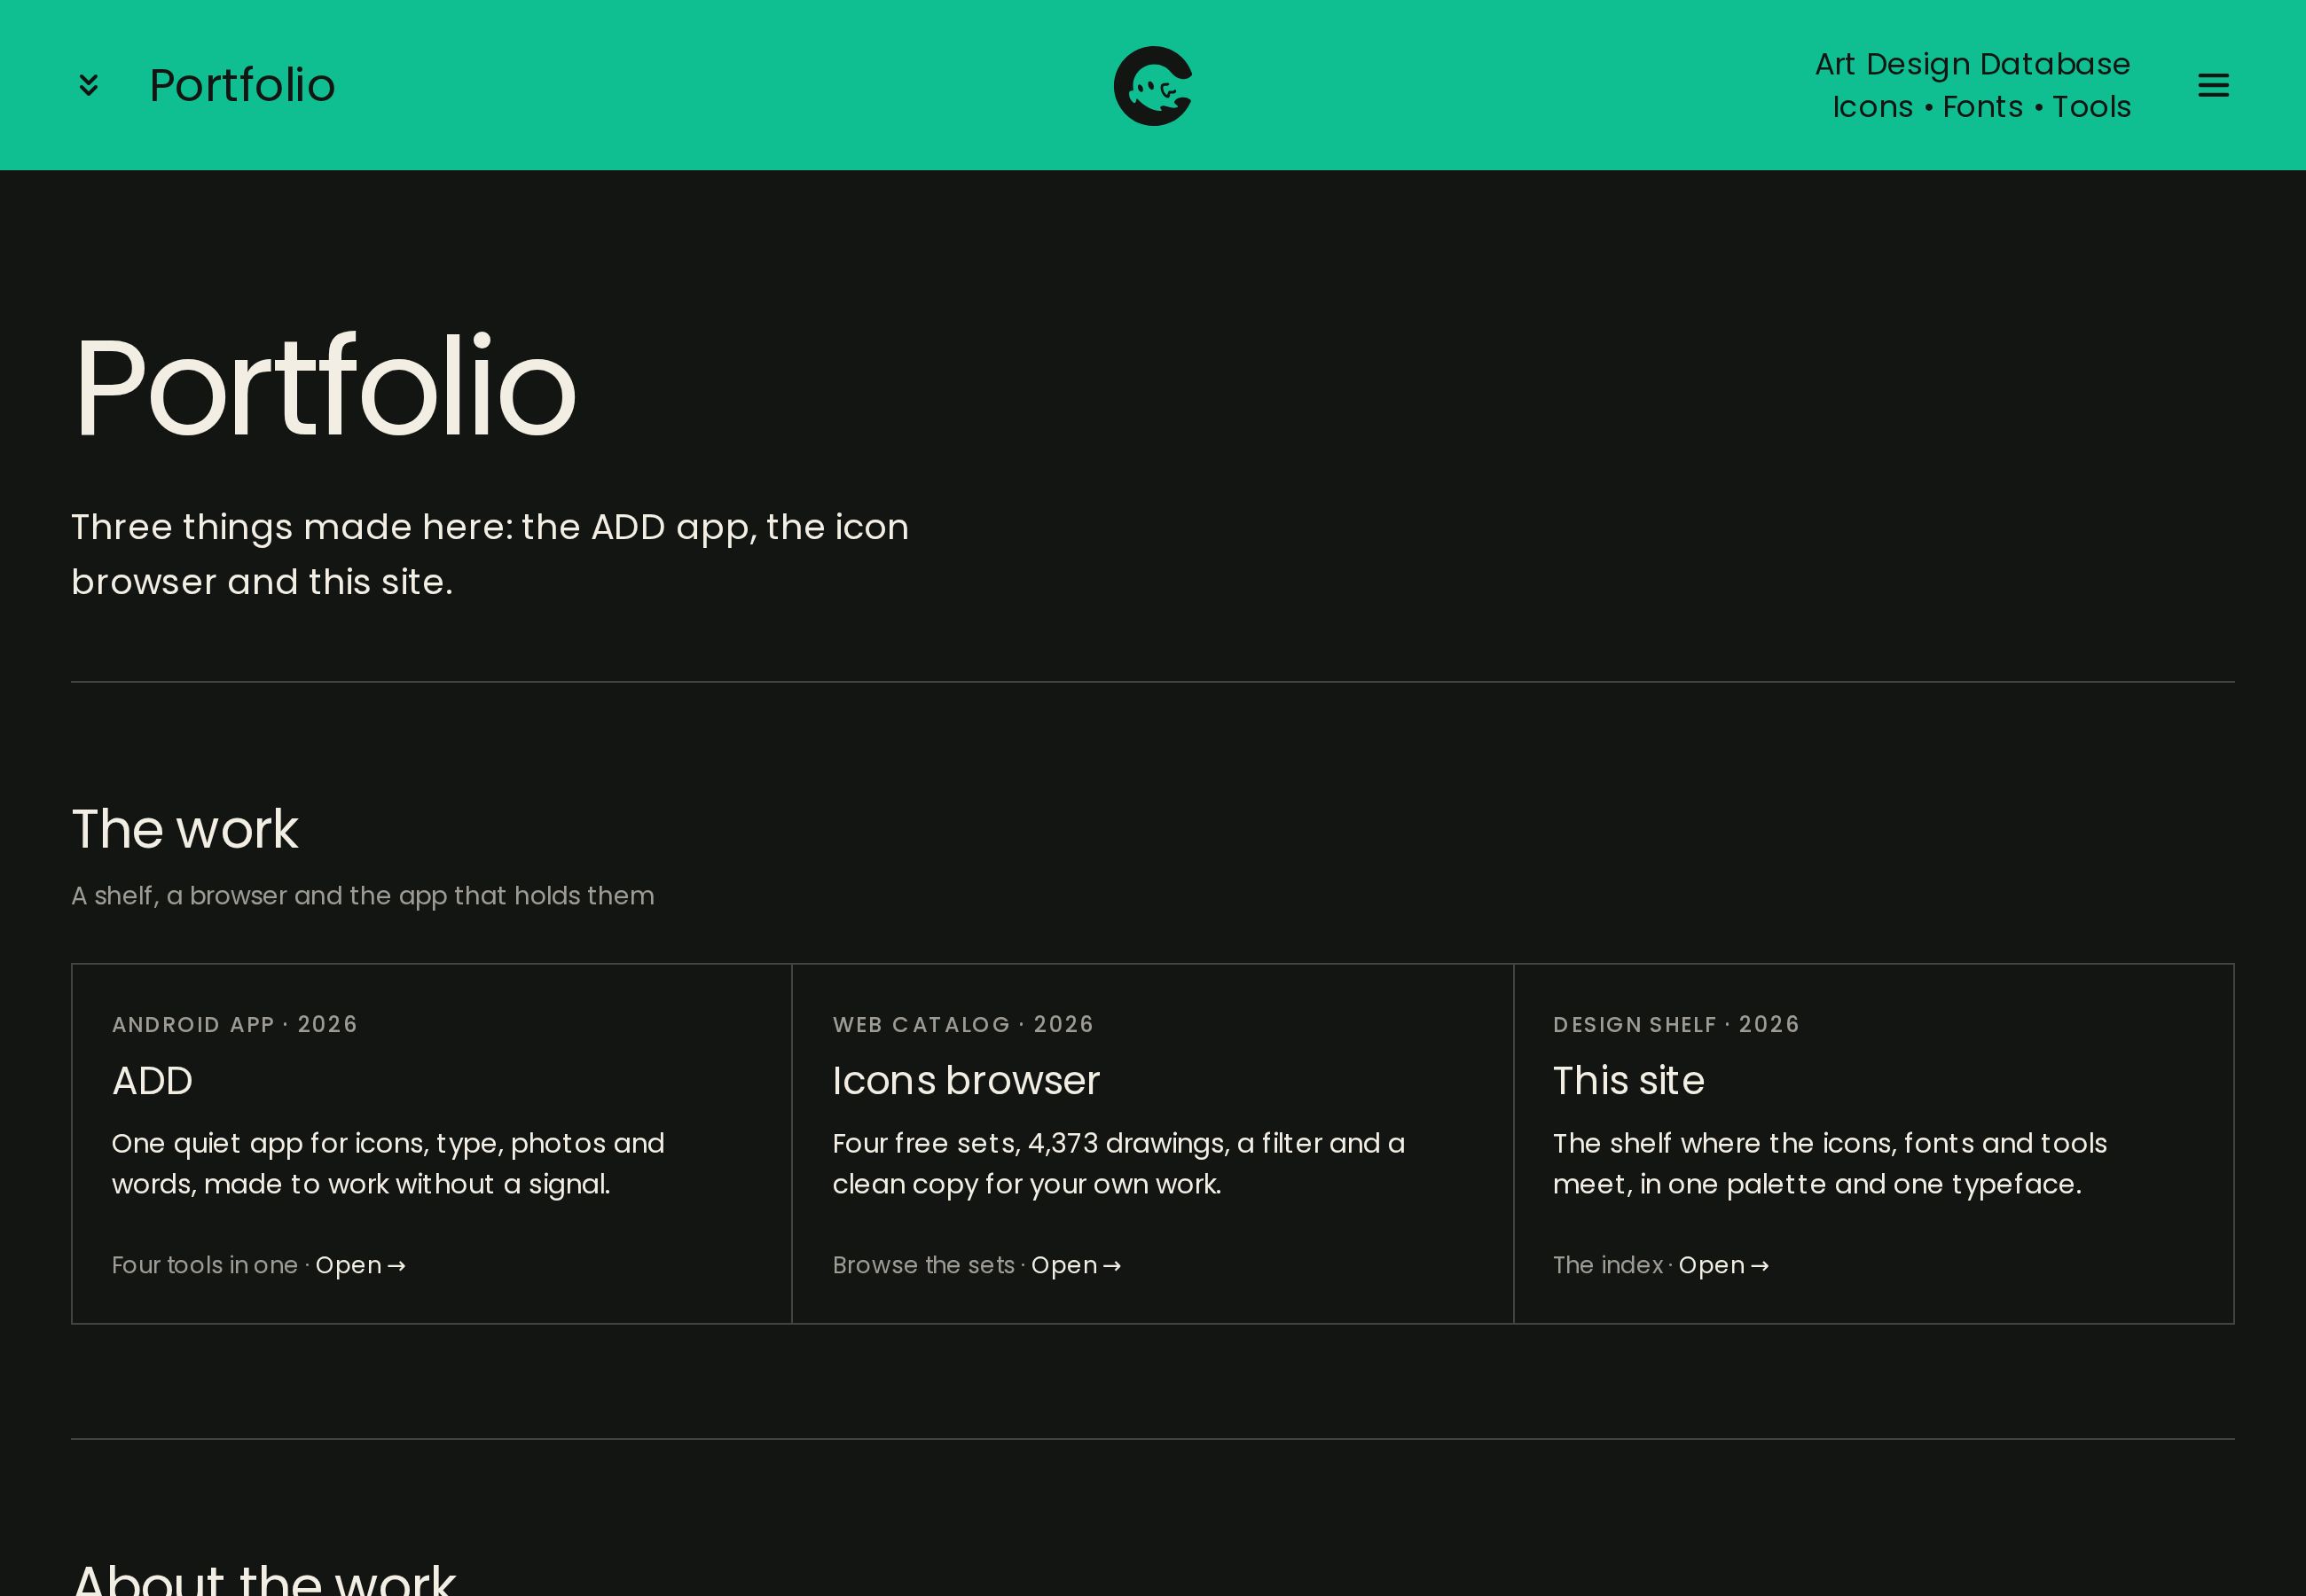 Portfolio
Art Design Database
Icons • Fonts • Tools
Portfolio
Three things made here: the ADD app, the icon
browser and this site.
The work
A shelf, a browser and the app that holds them
ANDROID APP · 2026
ADD
One quiet app for icons, type, photos and
words, made to work without a signal.
Four tools in one · Open →
WEB CATALOG · 2026
Icons browser
Four free sets, 4,373 drawings, a filter and a
clean copy for your own work.
Browse the sets · Open →
DESIGN SHELF · 2026
This site
The shelf where the icons, fonts and tools
meet, in one palette and one typeface.
The index · Open →
About the work